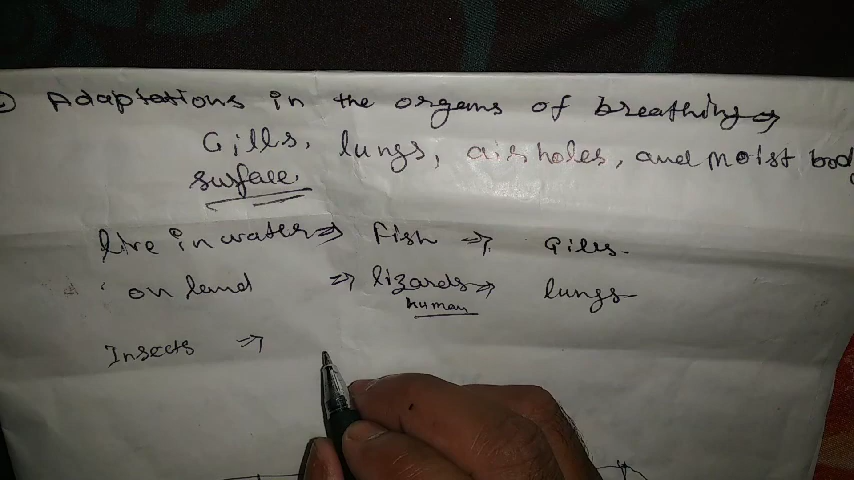 Adaptations in the organs of breathing ⇒
Gills, lungs, air holes, and moist body
surface.
live in water ⇒ Fish ⇒ Gills.
on land ⇒ lizards ⇒ lungs
human
Insects ⇒